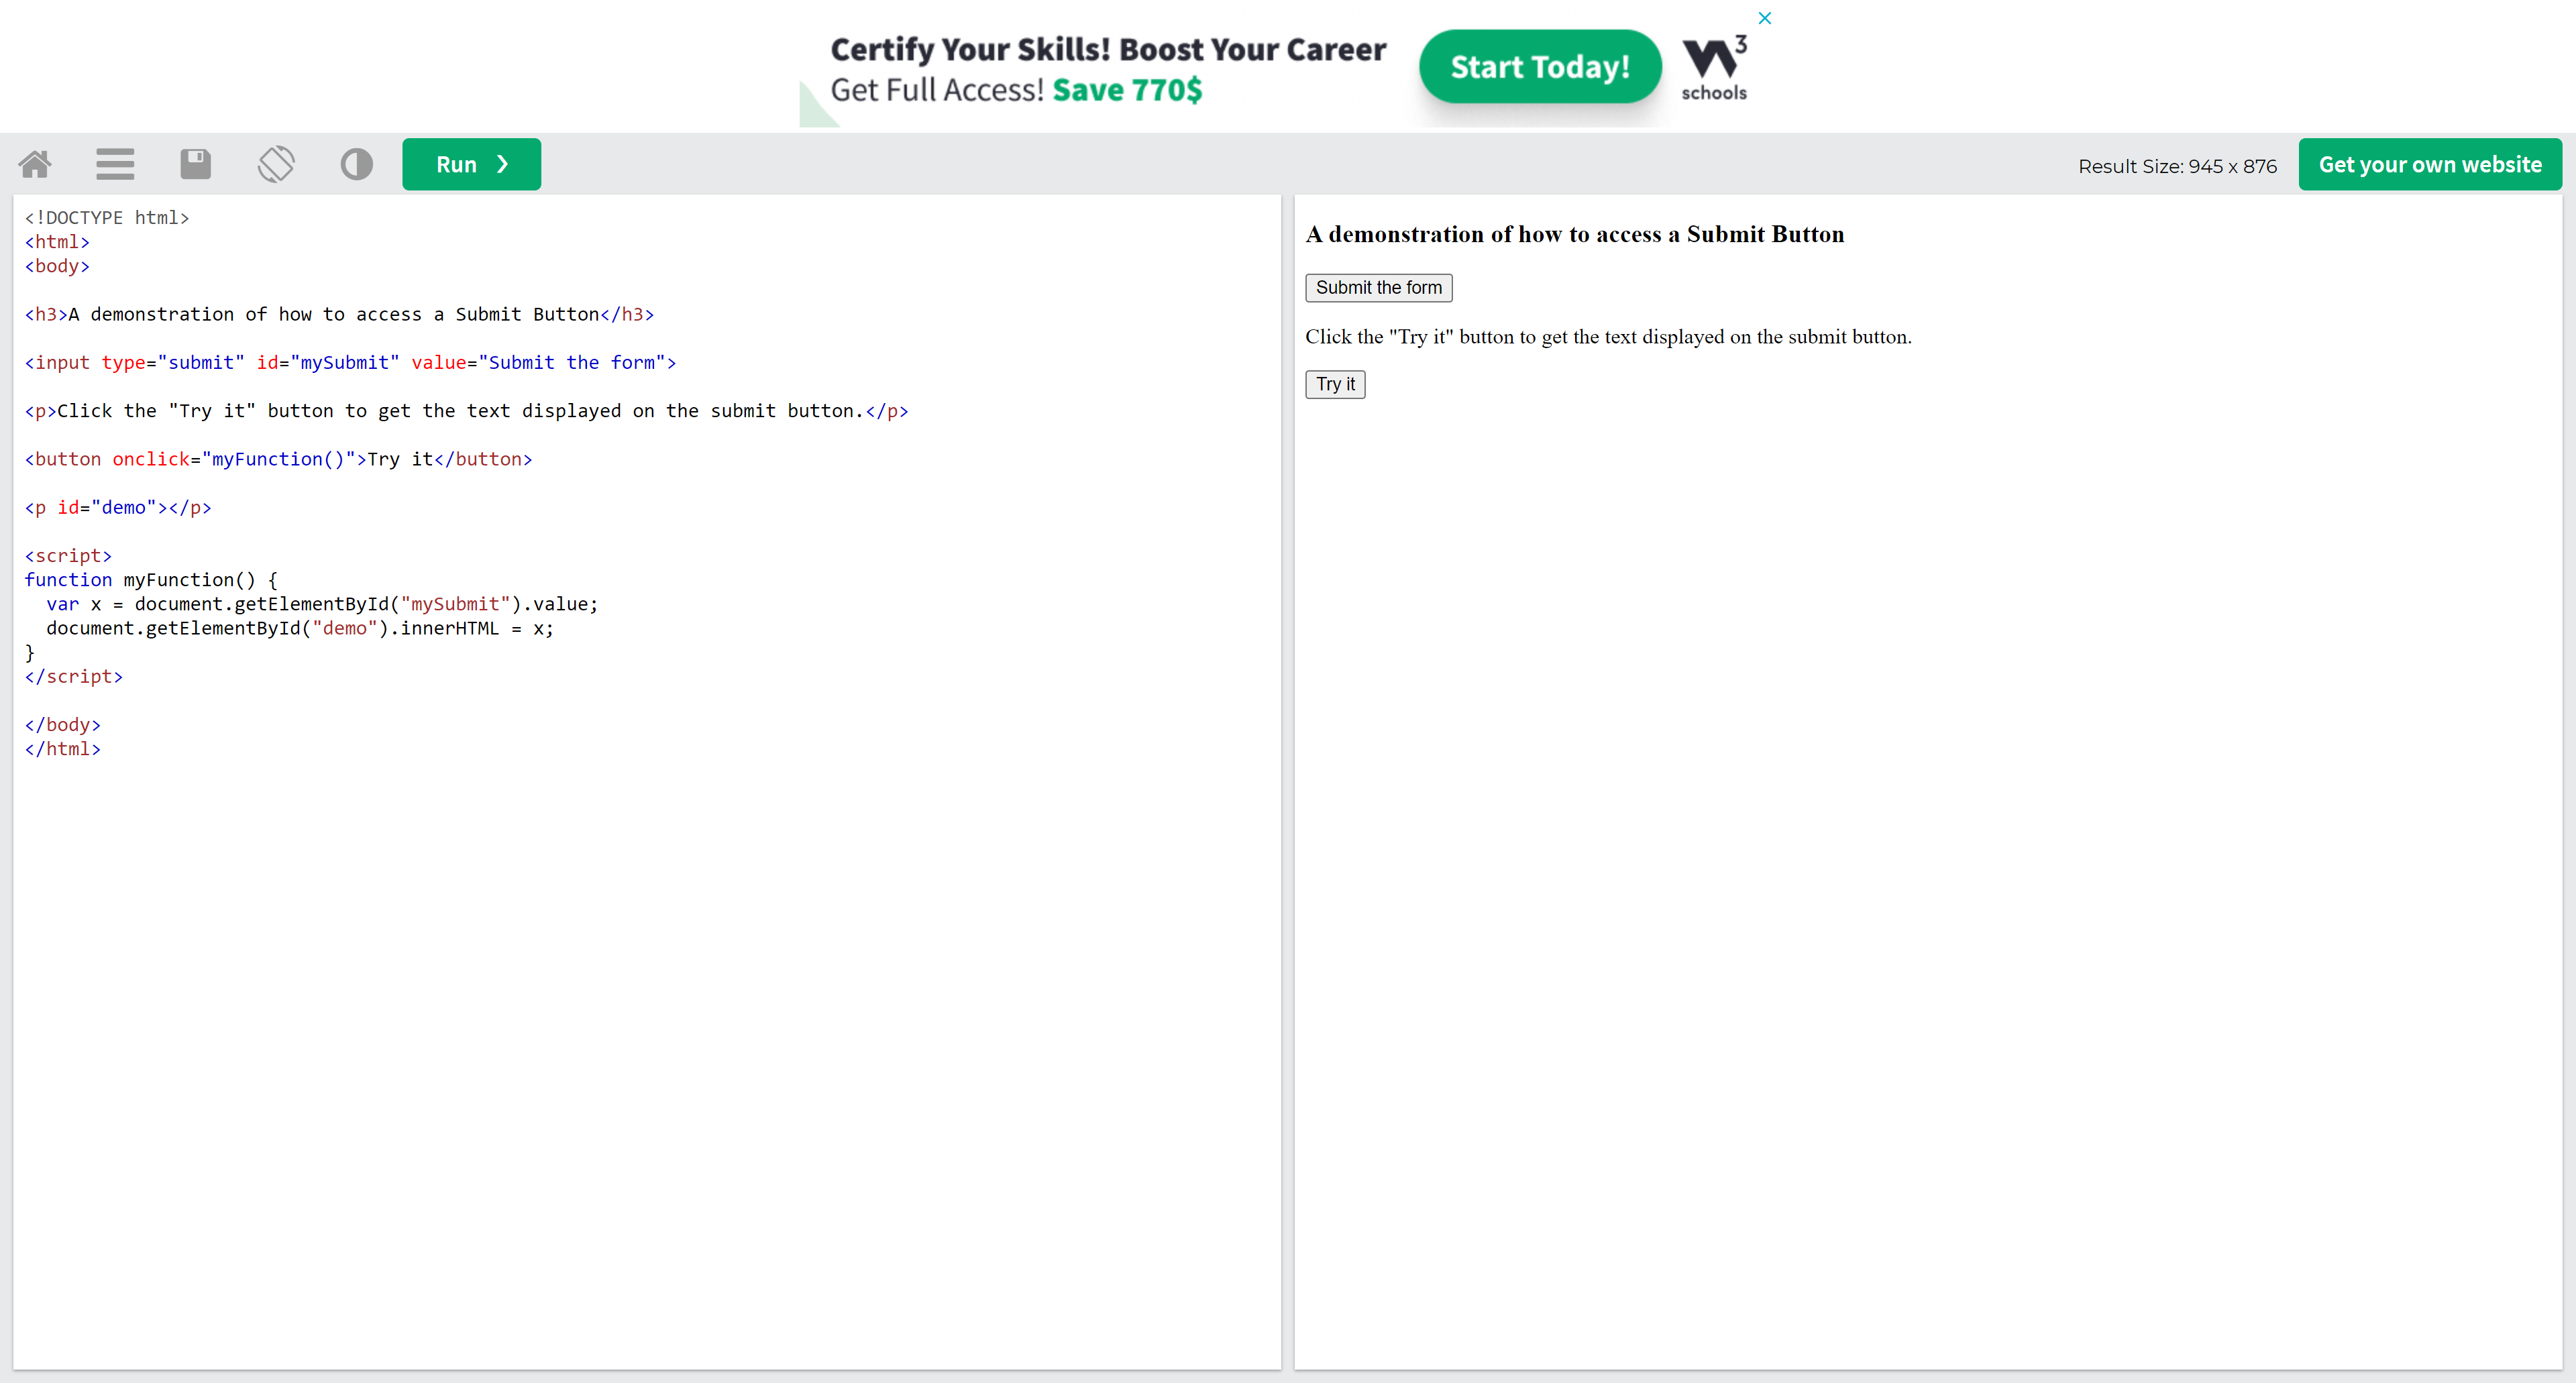 Certify Your Skills! Boost Your Career
Get Full Access! Save 770$
Start Today!
W3
schools
Run ❯
Result Size: 945 x 876
Get your own website
<!DOCTYPE html>
<html>
<body>
<h3>A demonstration of how to access a Submit Button</h3>
<input type="submit" id="mySubmit" value="Submit the form">
<p>Click the "Try it" button to get the text displayed on the submit button.</p>
<button onclick="myFunction()">Try it</button>
<p id="demo"></p>
<script>
function myFunction() {
  var x = document.getElementById("mySubmit").value;
  document.getElementById("demo").innerHTML = x;
}
</script>
</body>
</html>
A demonstration of how to access a Submit Button
Submit the form
Click the "Try it" button to get the text displayed on the submit button.
Try it